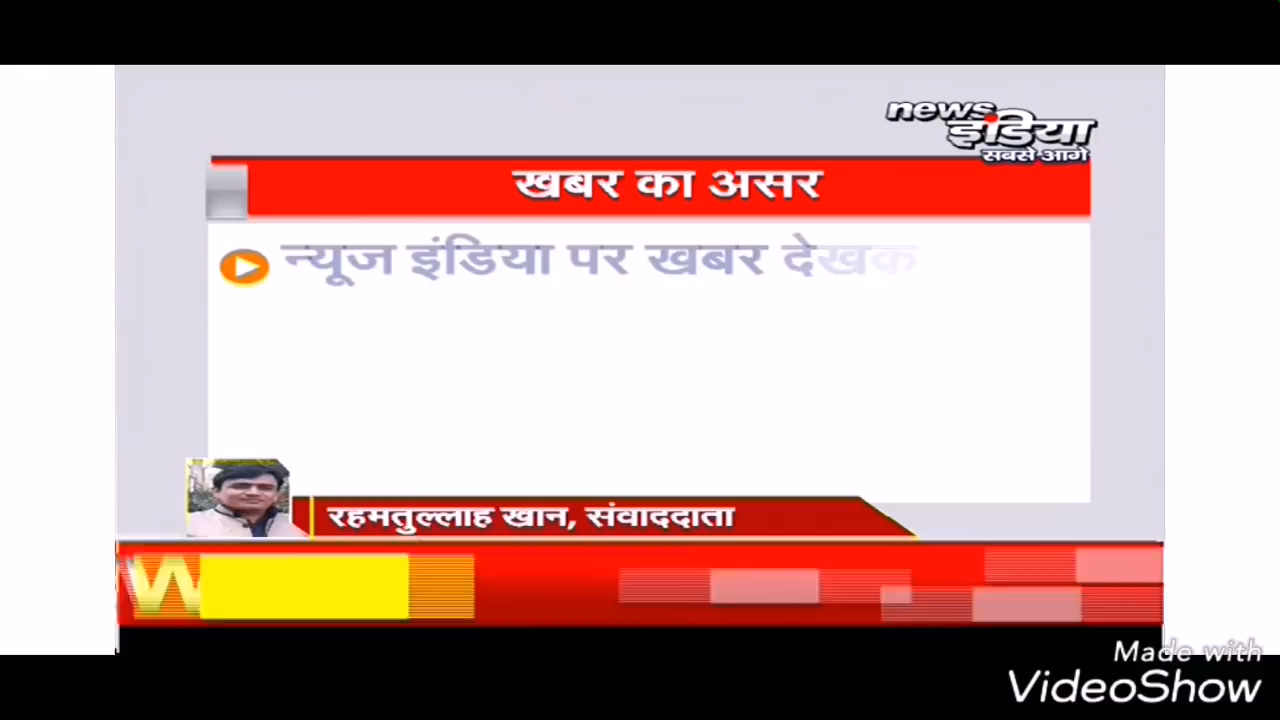 news
इंडिया
सबसे आगे
खबर का असर
न्यूज इंडिया पर खबर देखक
रहमतुल्लाह खान, संवाददाता
W
Made with
VideoShow